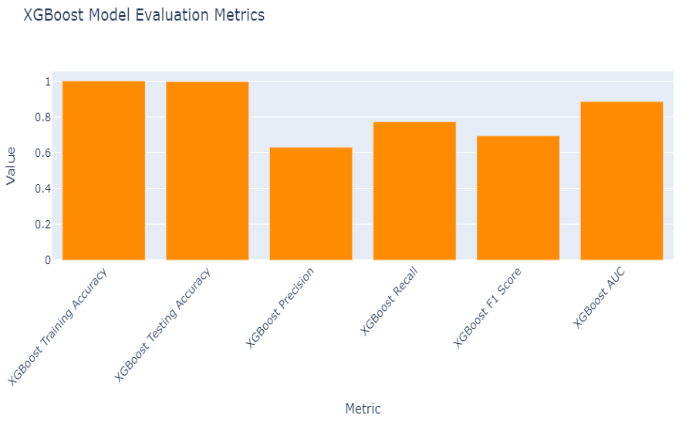 XGBoost Model Evaluation Metrics
Value
1
0.8
0.6
0.4
0.2
0
XGBoost Training Accuracy
XGBoost Testing Accuracy
XGBoost Precision
XGBoost Recall
XGBoost F1 Score
XGBoost AUC
Metric